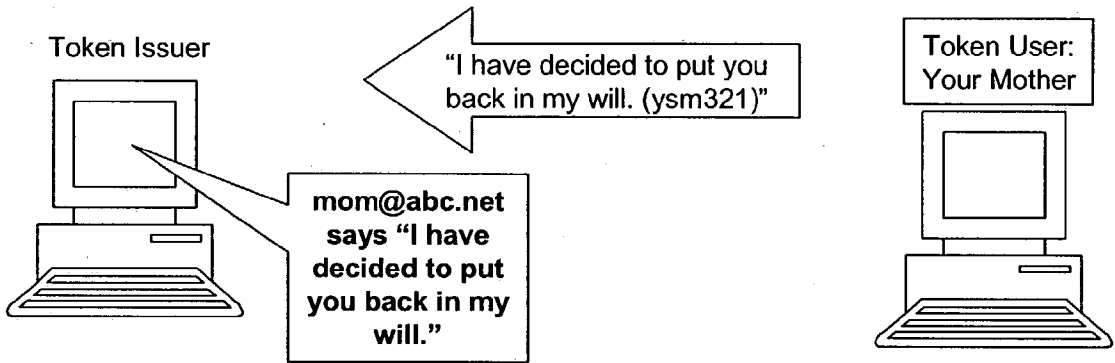 Token Issuer
“I have decided to put you
back in my will. (ysm321)”
Token User:
Your Mother
mom@abc.net
says “I have
decided to put
you back in my
will.”